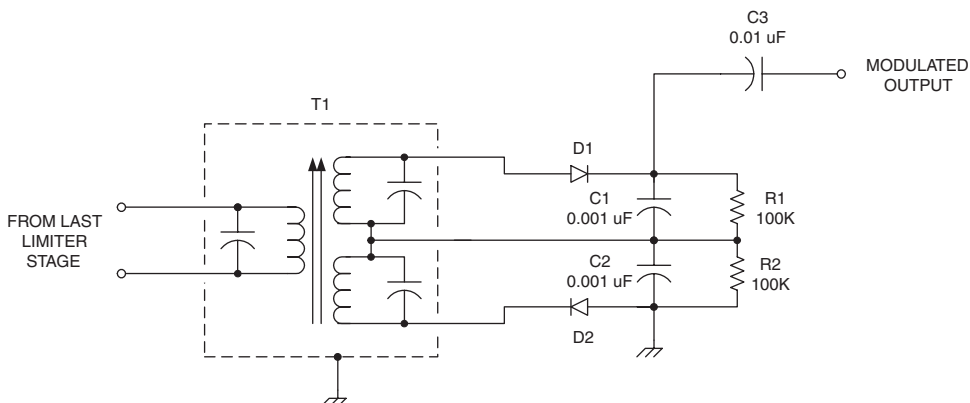 C3
0.01 uF
MODULATED
OUTPUT
T1
D1
C1
0.001 uF
R1
100K
FROM LAST
LIMITER
STAGE
C2
0.001 uF
R2
100K
D2